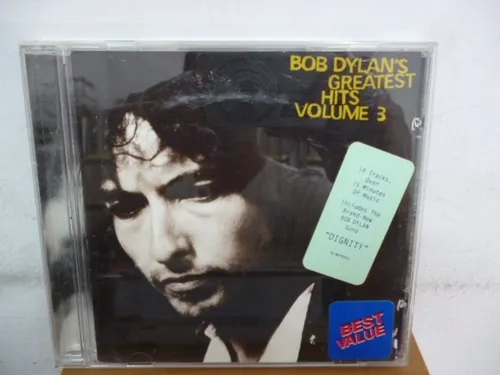 BOB DYLAN'S
GREATEST
HITS
VOLUME 3
14 Tracks,
Over
75 Minutes
Of Music
Includes The
Brand-New
BOB DYLAN
Song
"DIGNITY"
BEST
VALUE